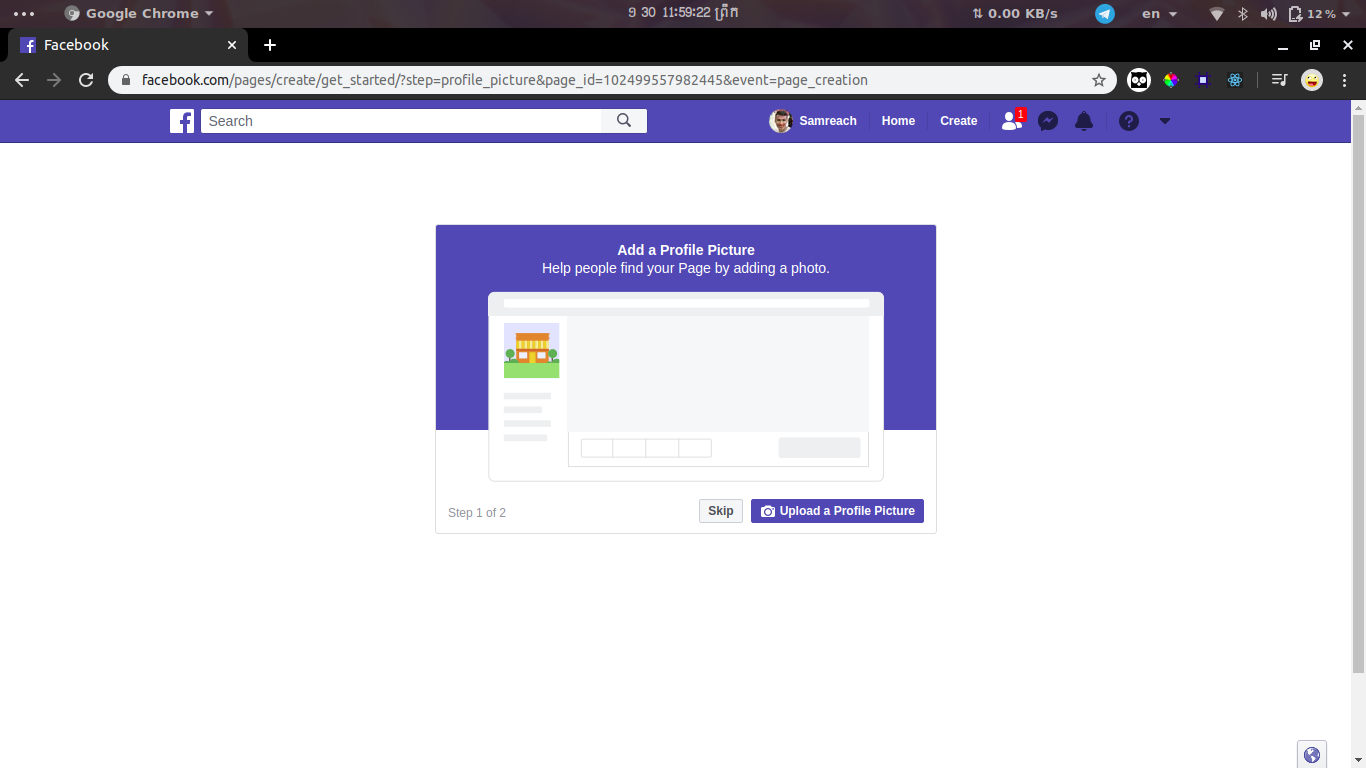 Google Chrome
9 30 11:59:22 ព្រឹក
0.00 KB/s
en
12 %
Facebook
facebook.com/pages/create/get_started/?step=profile_picture&page_id=102499557982445&event=page_creation
Search
Samreach
Home
Create
1
Add a Profile Picture
Help people find your Page by adding a photo.
Step 1 of 2
Skip
Upload a Profile Picture